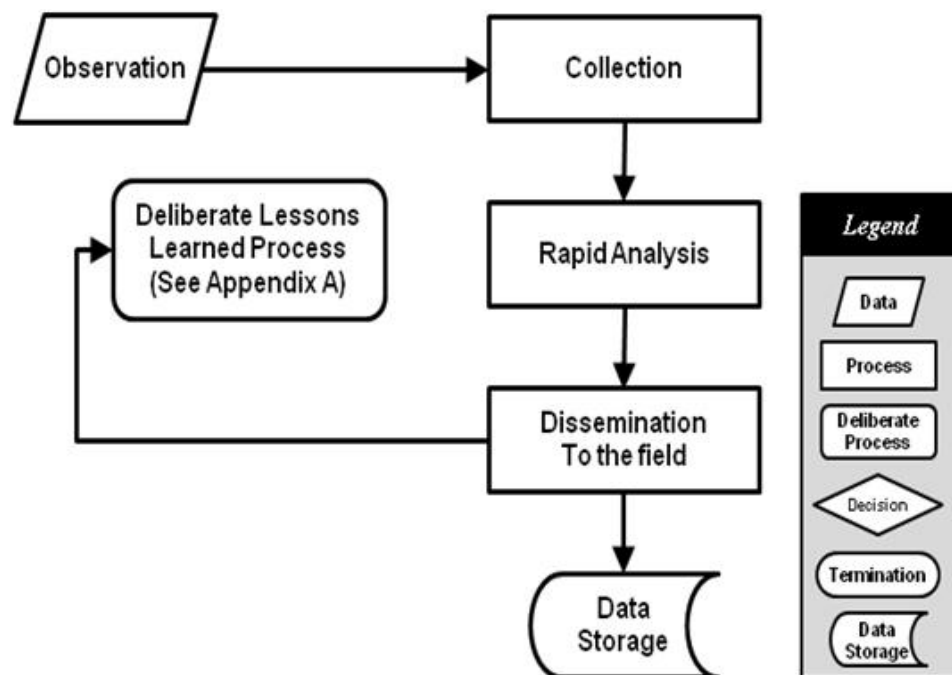 Observation
Collection
Deliberate Lessons
Learned Process
(See Appendix A)
Rapid Analysis
Dissemination
To the field
Data
Storage
Legend
Data
Process
Deliberate
Process
Decision
Termination
Data
Storage